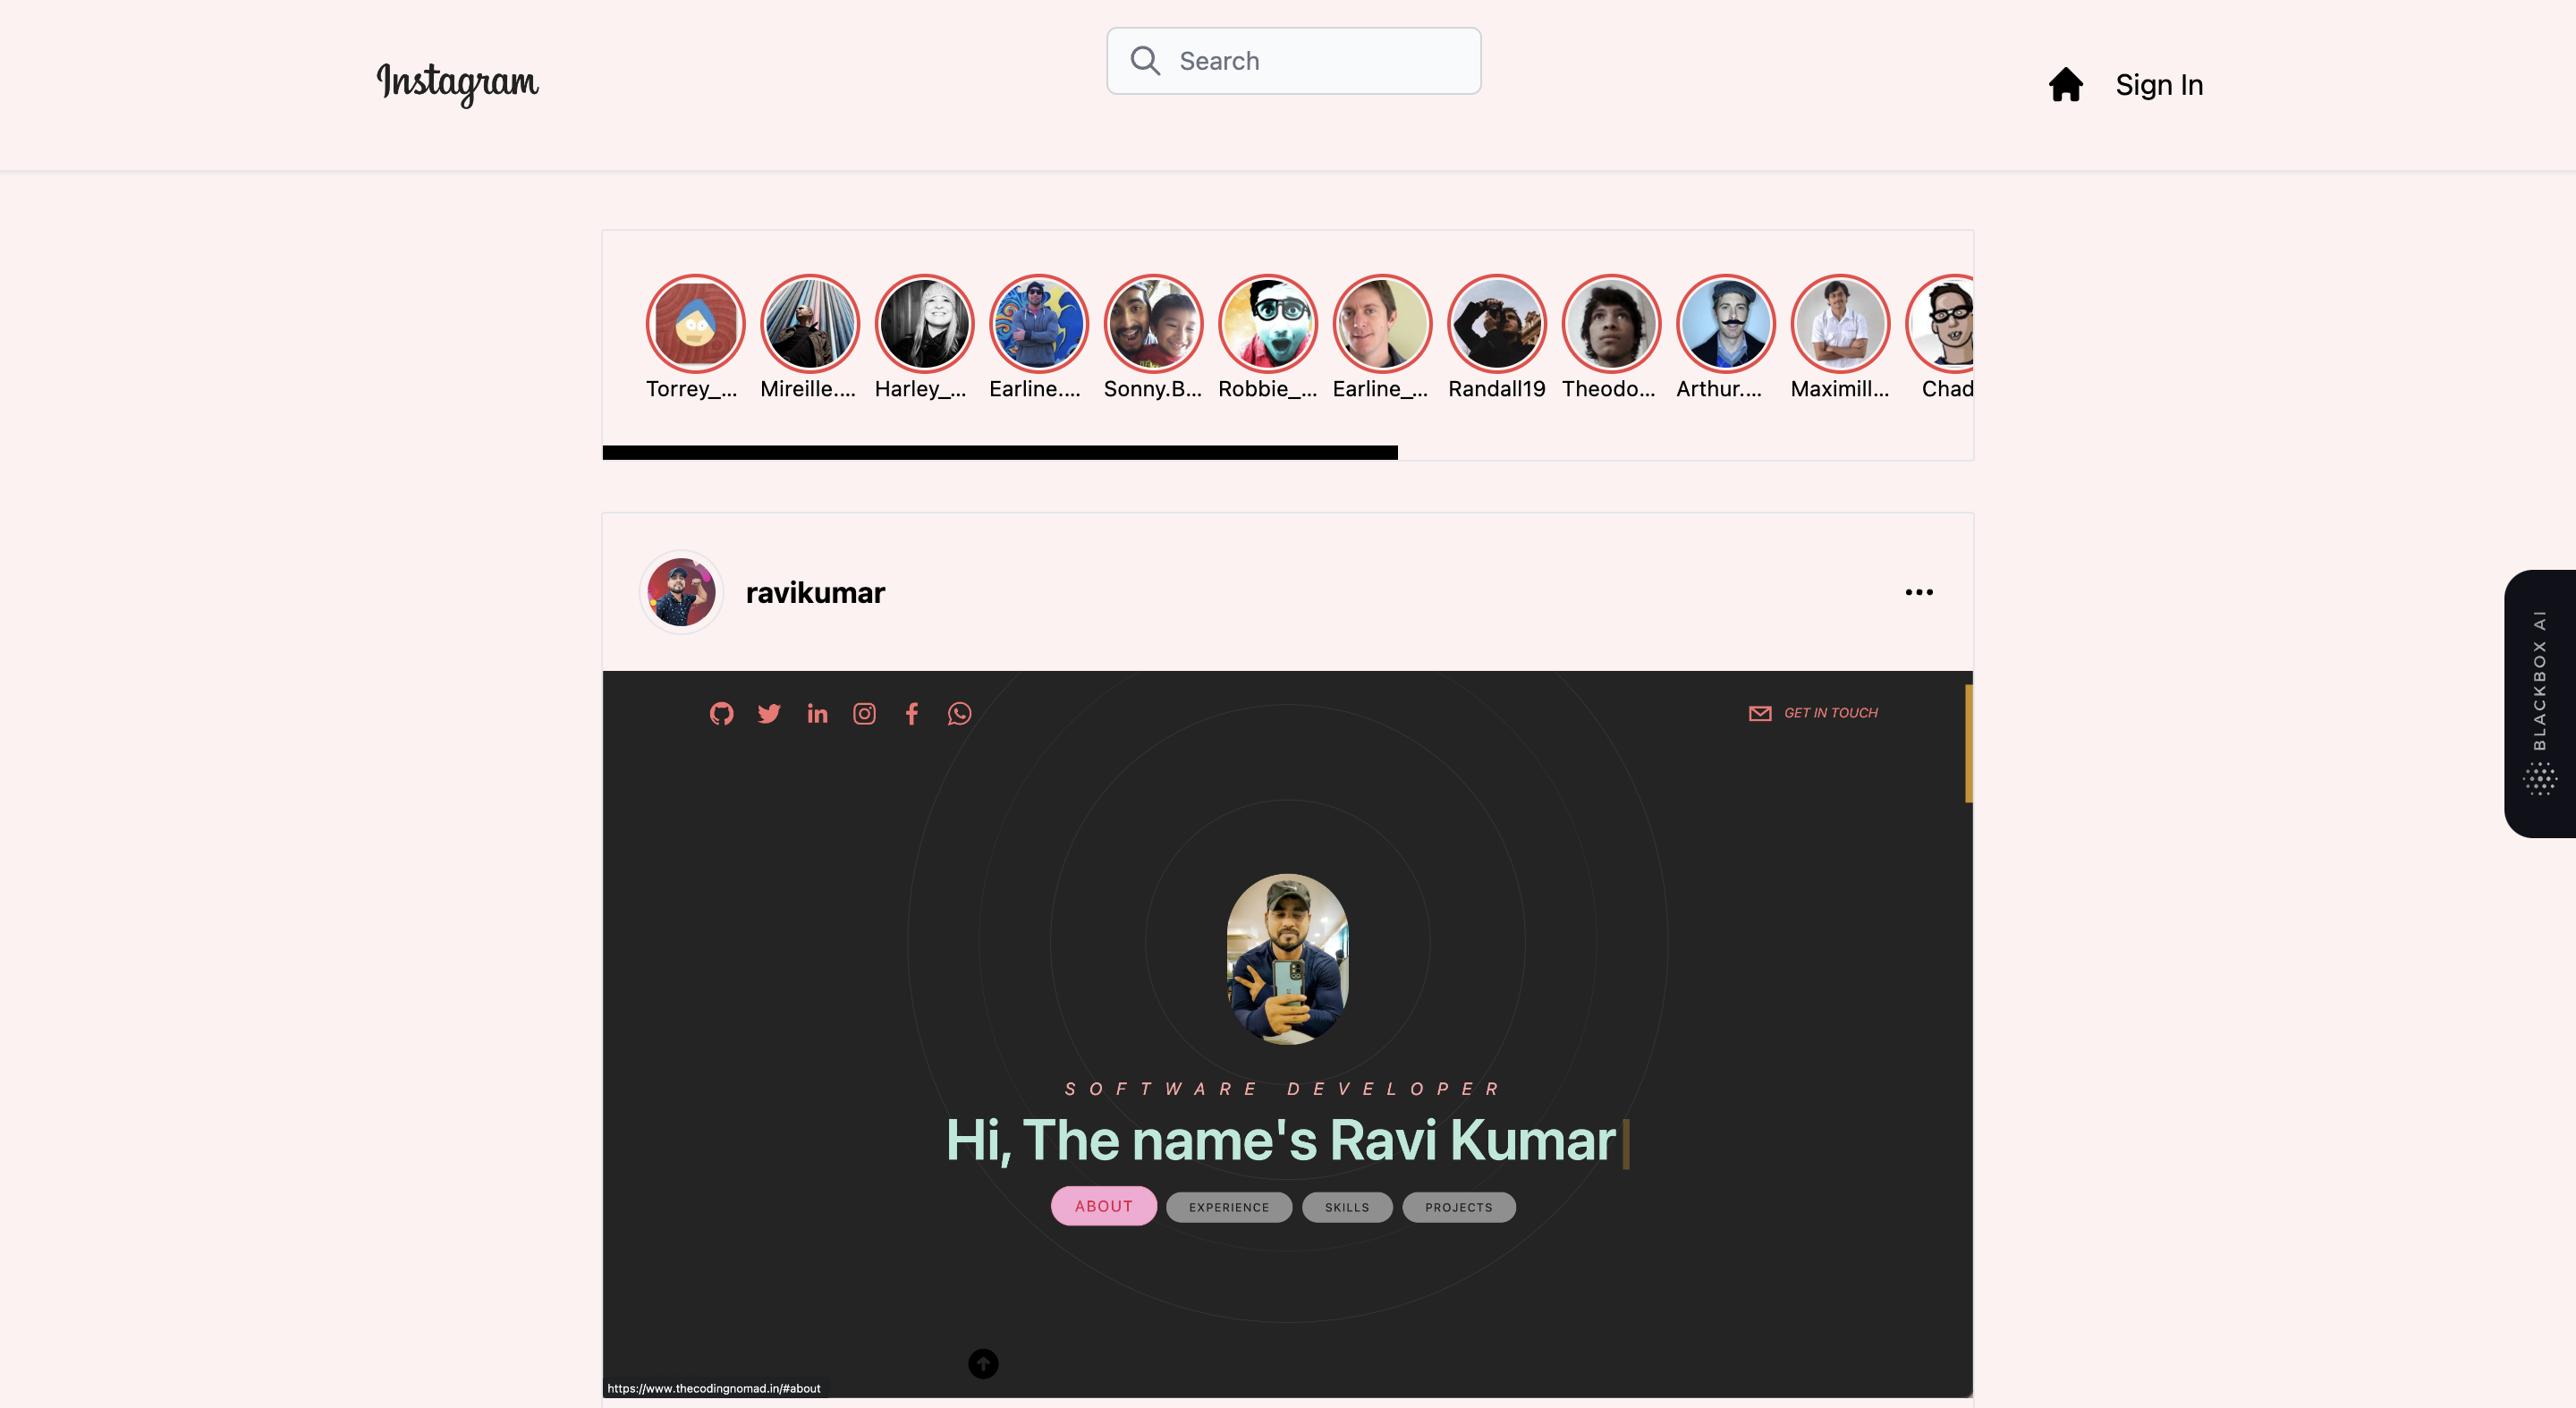 Instagram
Search
Sign In
Torrey_... Mireille.... Harley_... Earline.... Sonny.B... Robbie_... Earline_... Randall19 Theodo... Arthur.... Maximill... Chad
ravikumar
GET IN TOUCH
SOFTWARE DEVELOPER
Hi, The name's Ravi Kumar
ABOUT EXPERIENCE SKILLS PROJECTS
https://www.thecodingnomad.in/#about
BLACKBOX AI